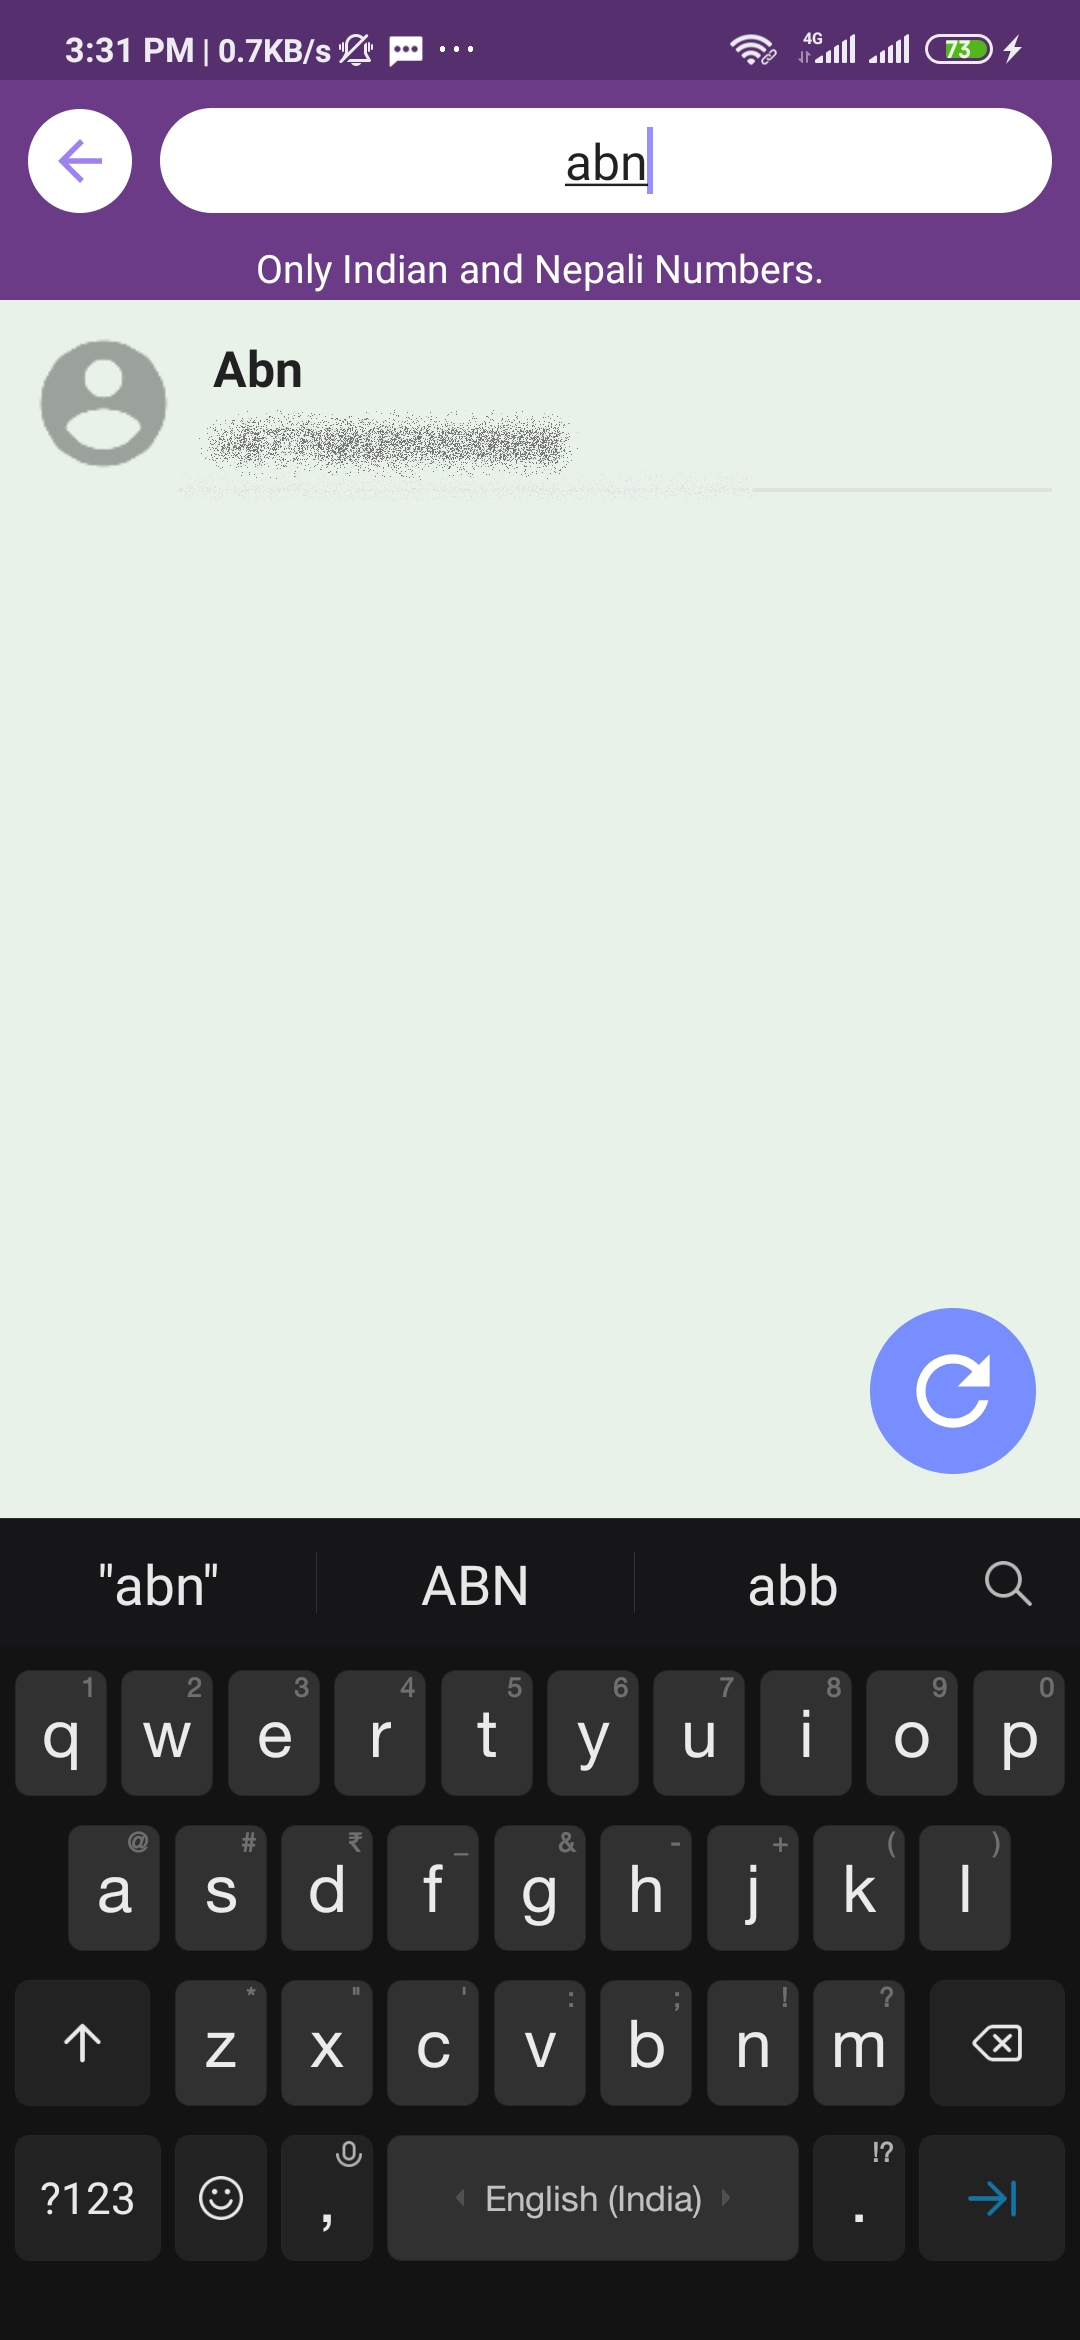 3:31 PM | 0.7KB/s ... 4G 73
abn
Only Indian and Nepali Numbers.
Abn
"abn" ABN abb
1 2 3 4 5 6 7 8 9 0
q w e r t y u i o p
@ # ₹ _ & - + ( )
a s d f g h j k l
* " ' : ; ! ?
z x c v b n m
!?
?123 , English (India) .